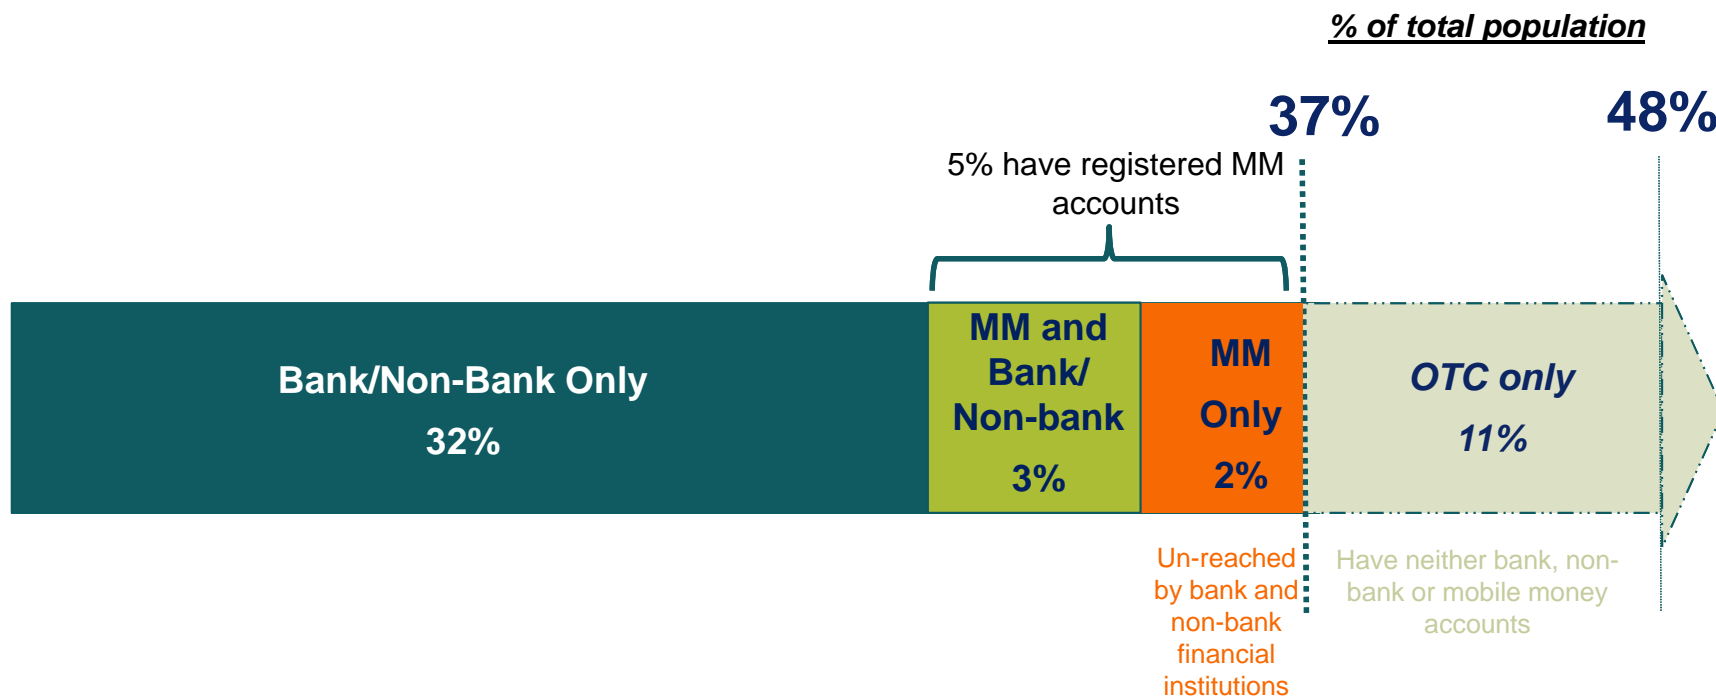 % of total population
37%
48%
5% have registered MM
accounts
Bank/Non-Bank Only
32%
MM and
Bank/
Non-bank
3%
MM
Only
2%
OTC only
11%
Un-reached
by bank and
non-bank
financial
institutions
Have neither bank, non-
bank or mobile money
accounts